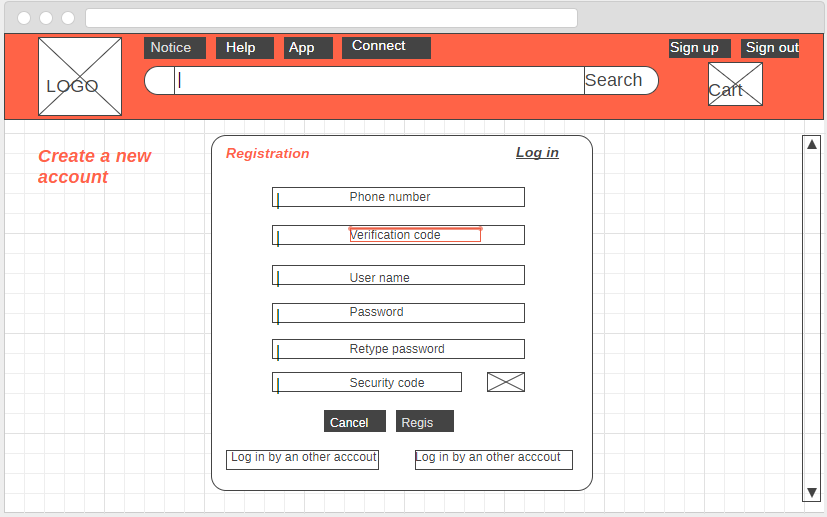 Notice Help App Connect Sign up Sign out
LOGO Search Cart
Create a new
account
Registration Log in
Phone number
Verification code
User name
Password
Retype password
Security code
Cancel Regis
Log in by an other acccout Log in by an other acccout